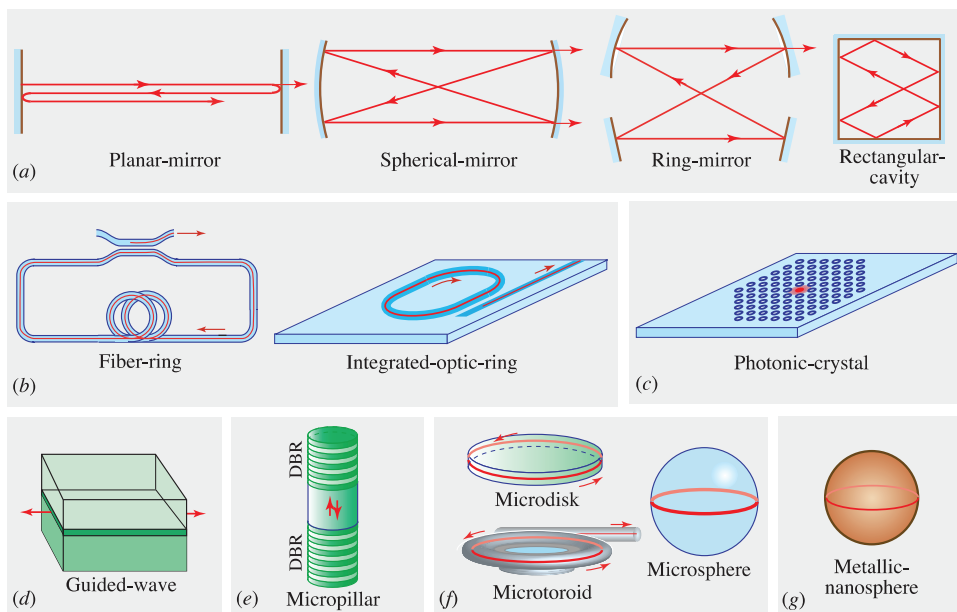 Planar-mirror
Spherical-mirror
Ring-mirror
Rectangular-
cavity
(a)
Fiber-ring
Integrated-optic-ring
(b)
Photonic-crystal
(c)
Guided-wave
(d)
DBR
DBR
Micropillar
(e)
Microdisk
Microtoroid
Microsphere
(f)
Metallic-
nanosphere
(g)